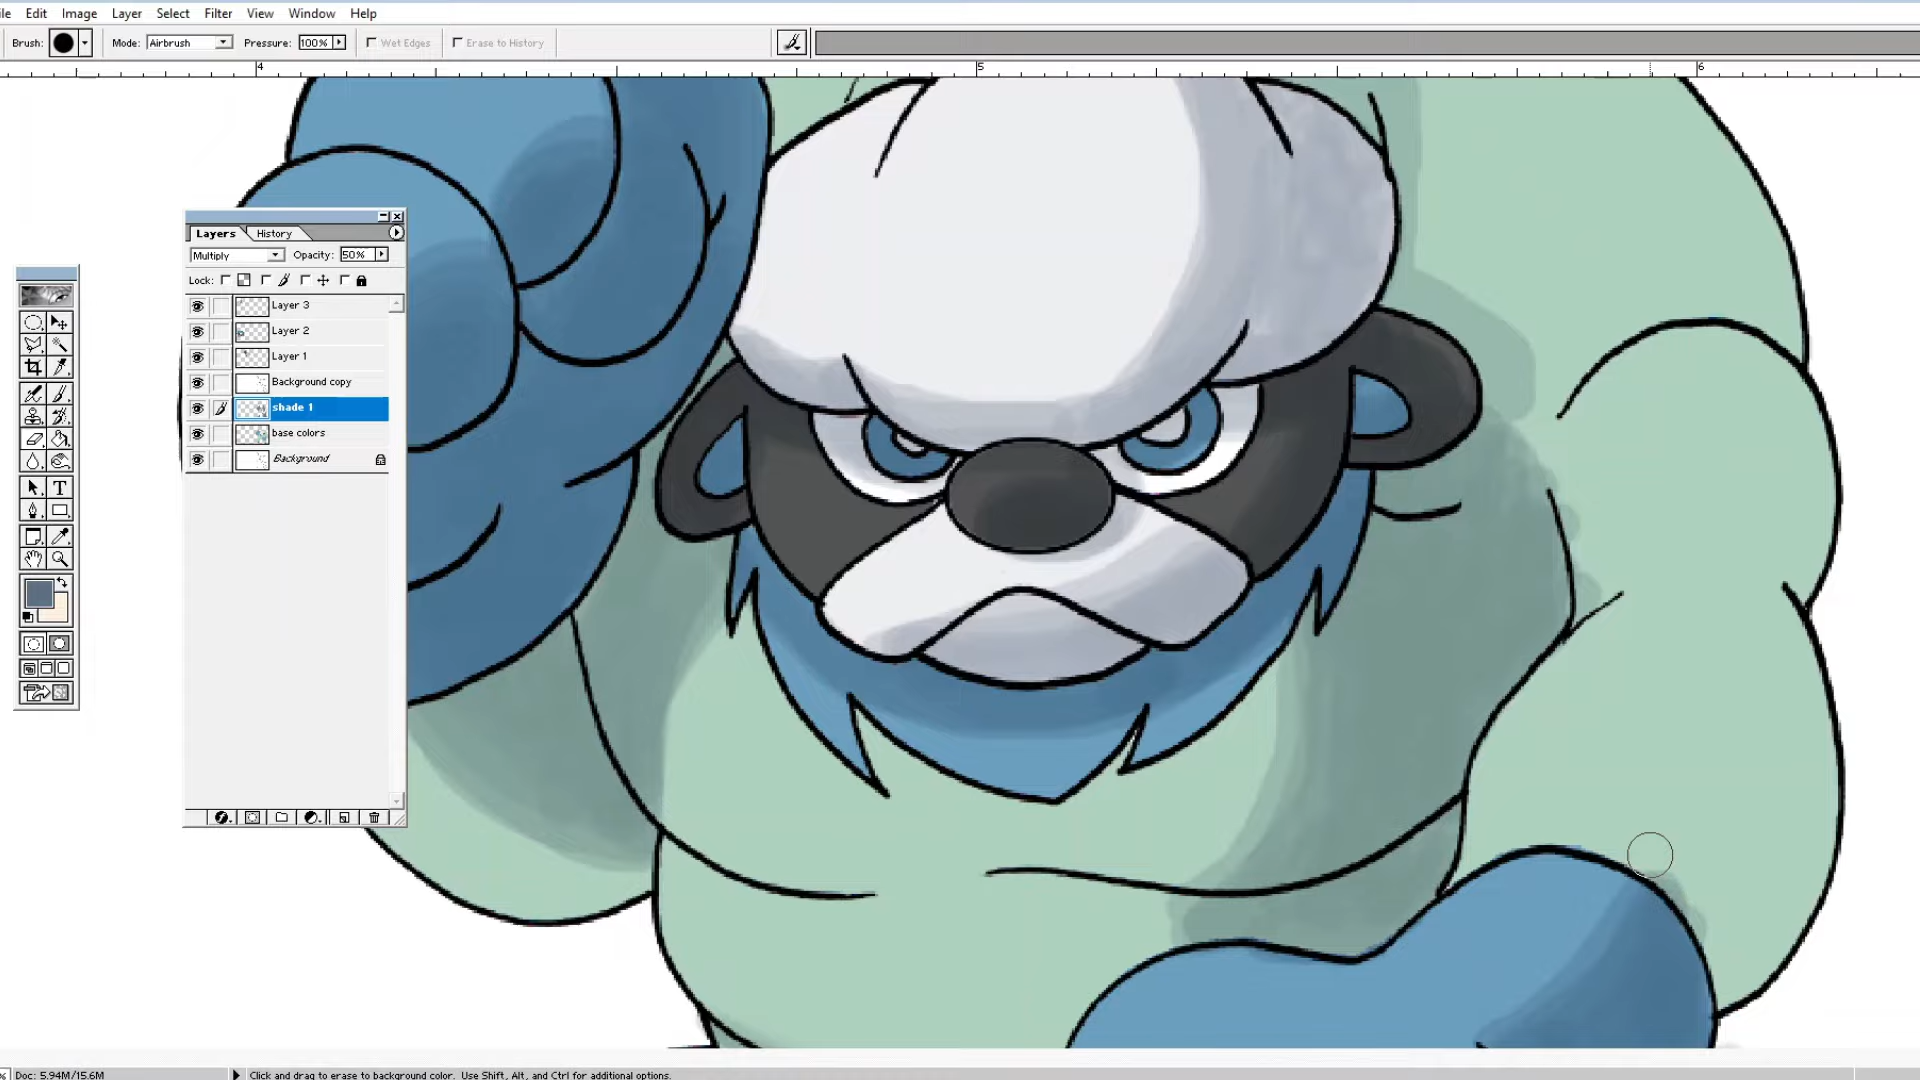 le Edit Image Layer Select Filter View Window Help
Brush: Mode: Airbrush Pressure: 100% Wet Edges Erase to History
4 5 6
Layers History
Multiply Opacity: 50%
Lock:
Layer 3
Layer 2
Layer 1
Background copy
shade 1
base colors
Background
T
% Doc: 5.94M/15.6M Click and drag to erase to background color. Use Shift, Alt, and Ctrl for additional options.